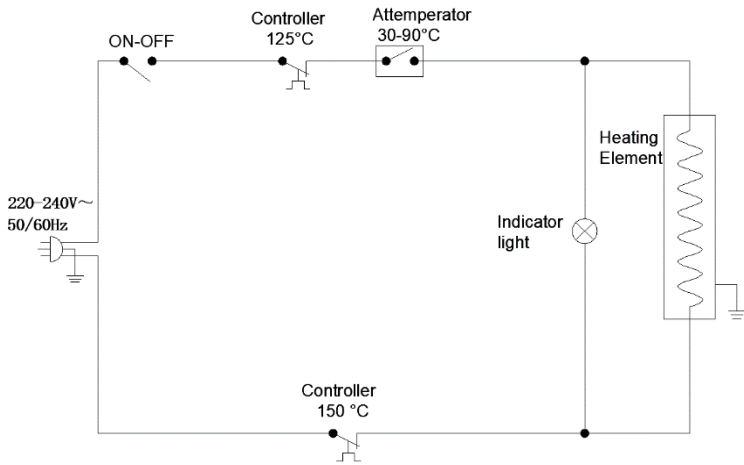 ON-OFF
Controller
125°C
Attemperator
30-90°C
Heating
Element
220-240V~
50/60Hz
Indicator
light
Controller
150 °C